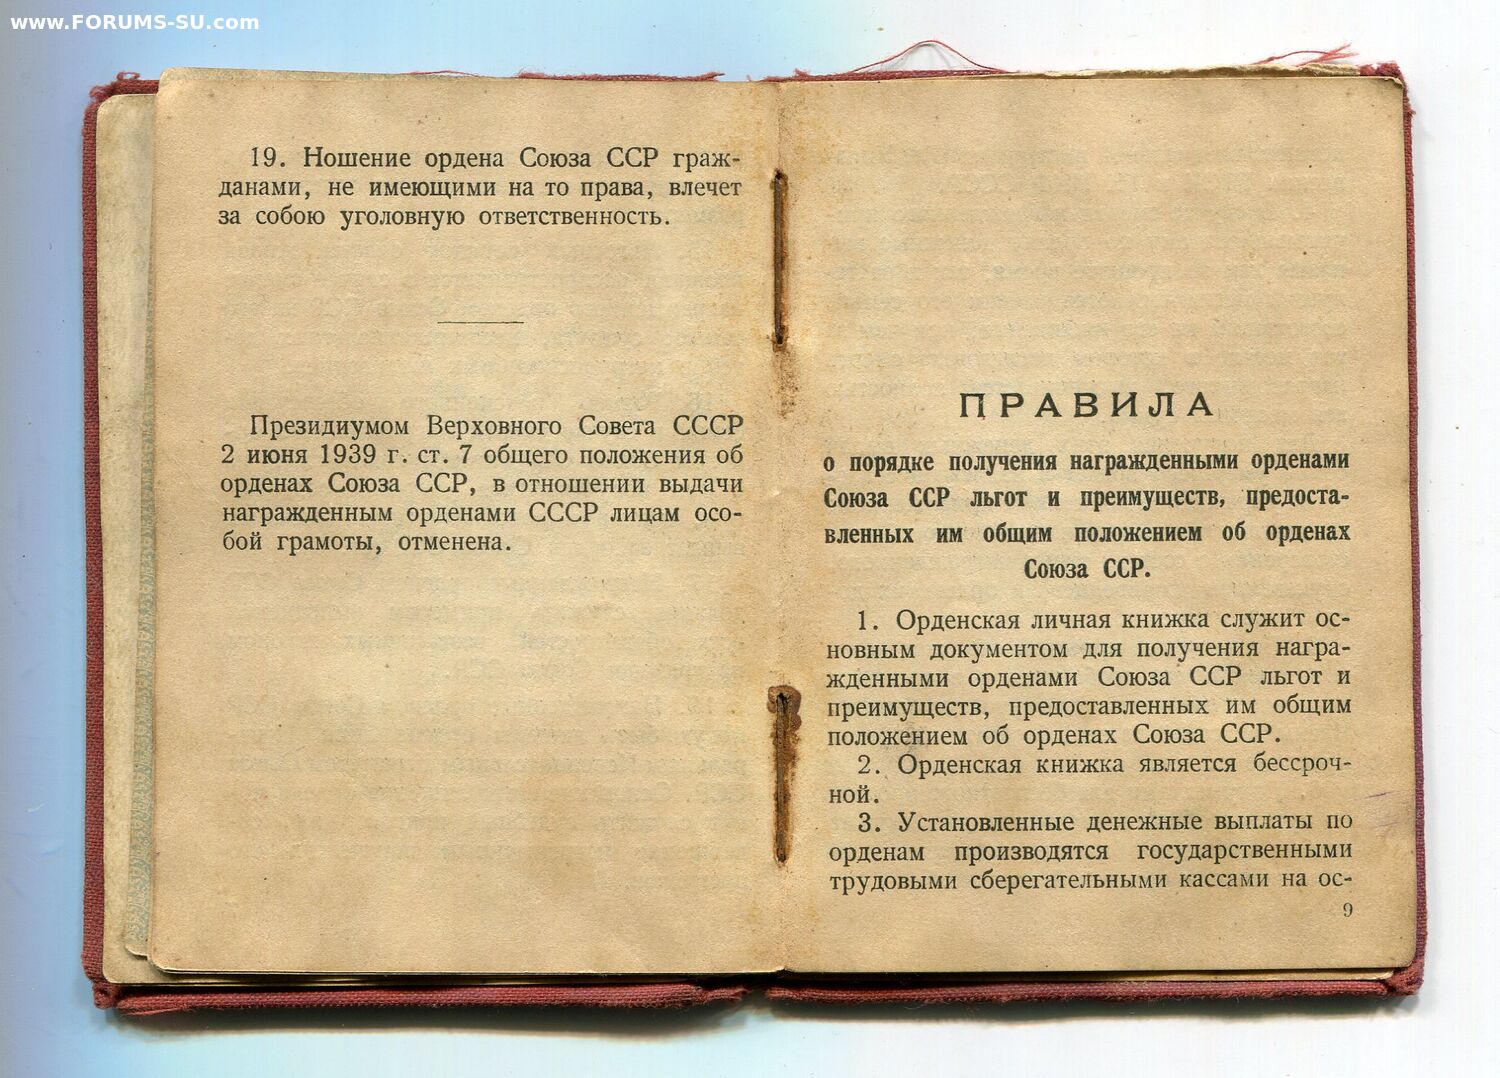 www.FORUMS-SU.com
19. Ношение ордена Союза ССР граж-
данами, не имеющими на то права, влечет
за собою уголовную ответственность.
Президиумом Верховного Совета СССР
2 июня 1939 г. ст. 7 общего положения об
орденах Союза ССР, в отношении выдачи
награжденным орденами СССР лицам осо-
бой грамоты, отменена.
ПРАВИЛА
о порядке получения награжденными орденами
Союза ССР льгот и преимуществ, предоста-
вленных им общим положением об орденах
Союза ССР.
1. Орденская личная книжка служит ос-
новным документом для получения награ-
жденными орденами Союза ССР льгот и
преимуществ, предоставленных им общим
положением об орденах Союза ССР.
2. Орденская книжка является бессроч-
ной.
3. Установленные денежные выплаты по
орденам производятся государственными
трудовыми сберегательными кассами на ос-
9